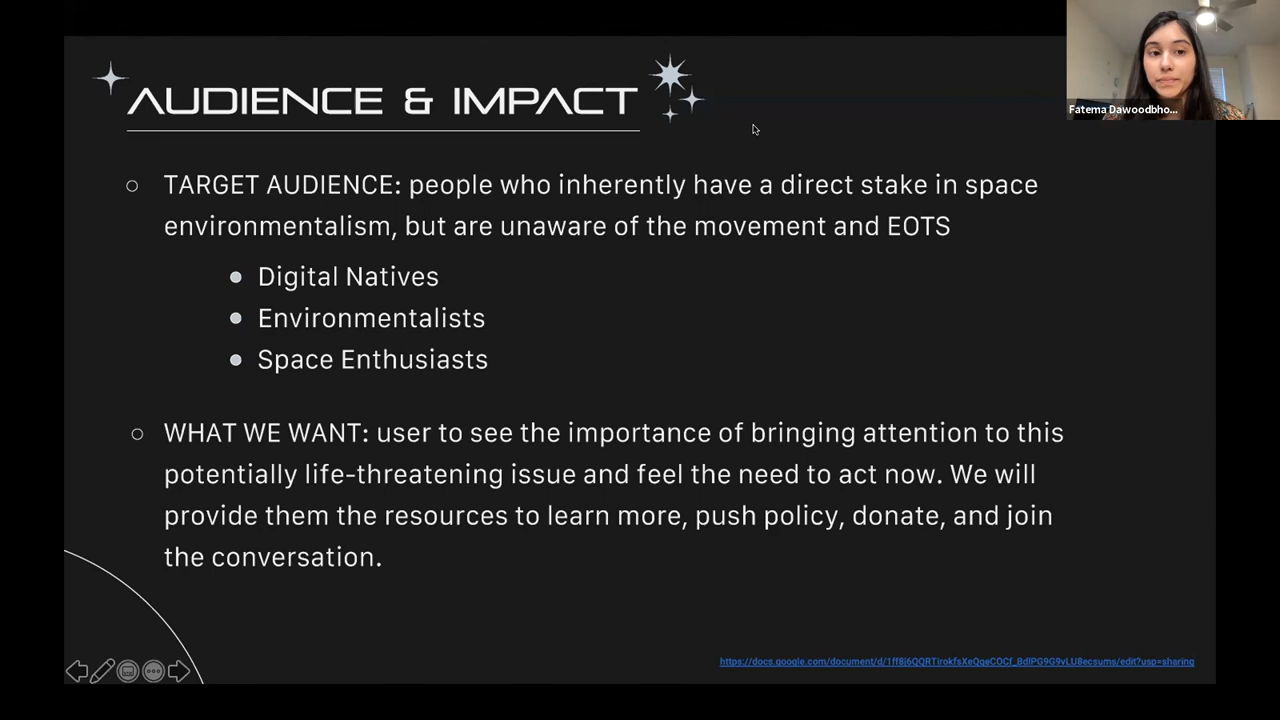 AUDIENCE & IMPACT
Fatema Dawoodbho...
○ TARGET AUDIENCE: people who inherently have a direct stake in space
environmentalism, but are unaware of the movement and EOTS
● Digital Natives
● Environmentalists
● Space Enthusiasts
○ WHAT WE WANT: user to see the importance of bringing attention to this
potentially life-threatening issue and feel the need to act now. We will
provide them the resources to learn more, push policy, donate, and join
the conversation.